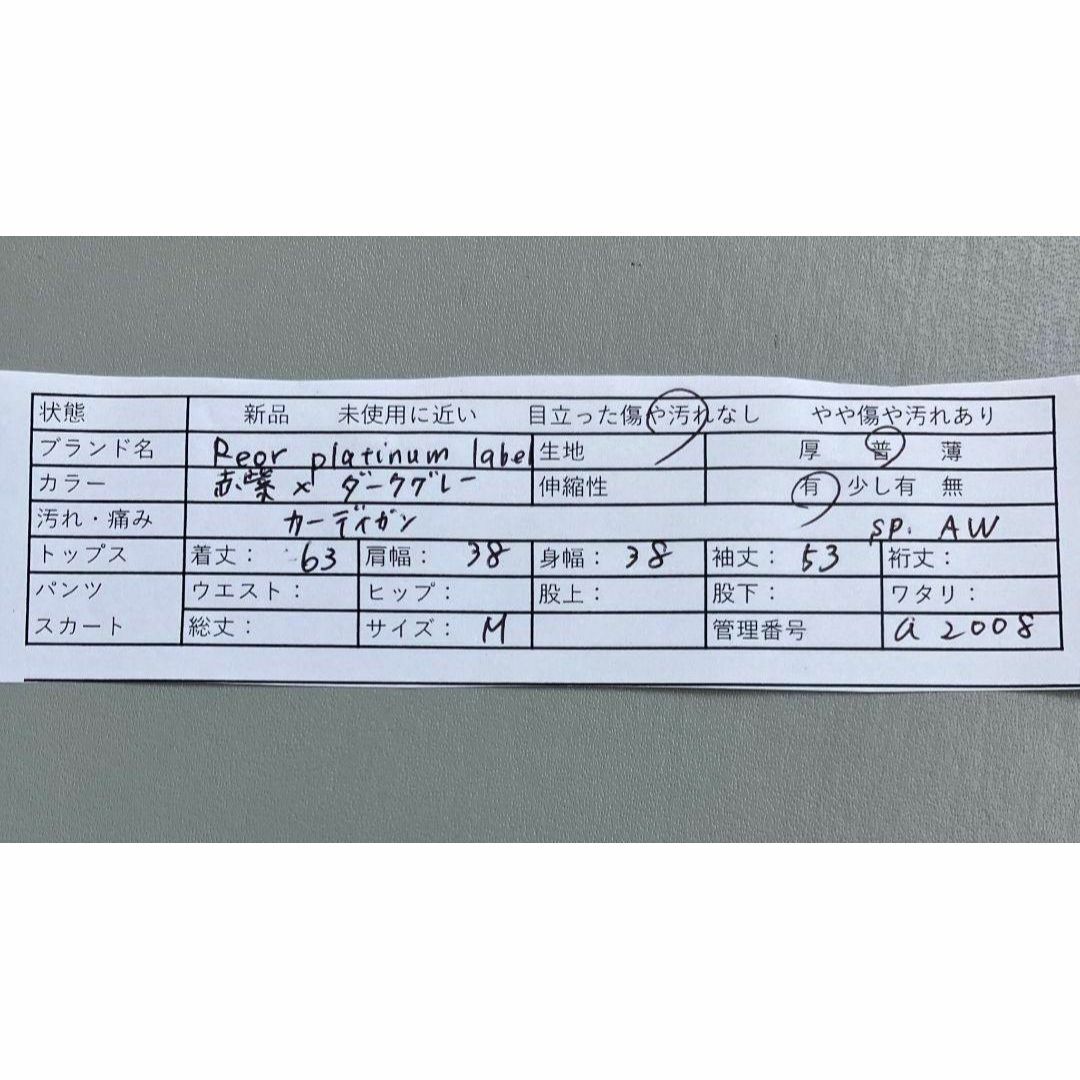 状態 新品 未使用に近い 目立った傷や汚れなし やや傷や汚れあり
ブランド名 Reor platinum label 生地 厚 普 薄
カラー 赤紫 × ダークグレー 伸縮性 有 少し有 無
汚れ・痛み カーディガン sp. AW
トップス 着丈: 63 肩幅: 38 身幅: 38 袖丈: 53 裄丈:
パンツ ウエスト: ヒップ: 股上: 股下: ワタリ:
スカート 総丈: サイズ: M 管理番号 a 2008